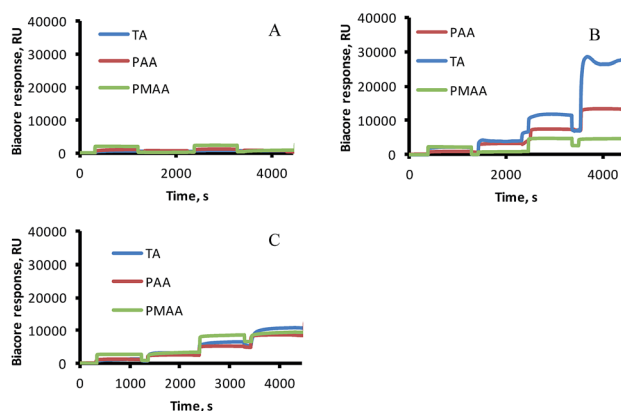 A
Biacore response, RU
40000
30000
20000
10000
0
TA
PAA
PMAA
0
2000
4000
Time, s
B
Biacore response, RU
40000
30000
20000
10000
0
PAA
TA
PMAA
0
2000
4000
Time, s
C
Biacore response, RU
40000
30000
20000
10000
0
TA
PAA
PMAA
0
1000
2000
3000
4000
Time, s